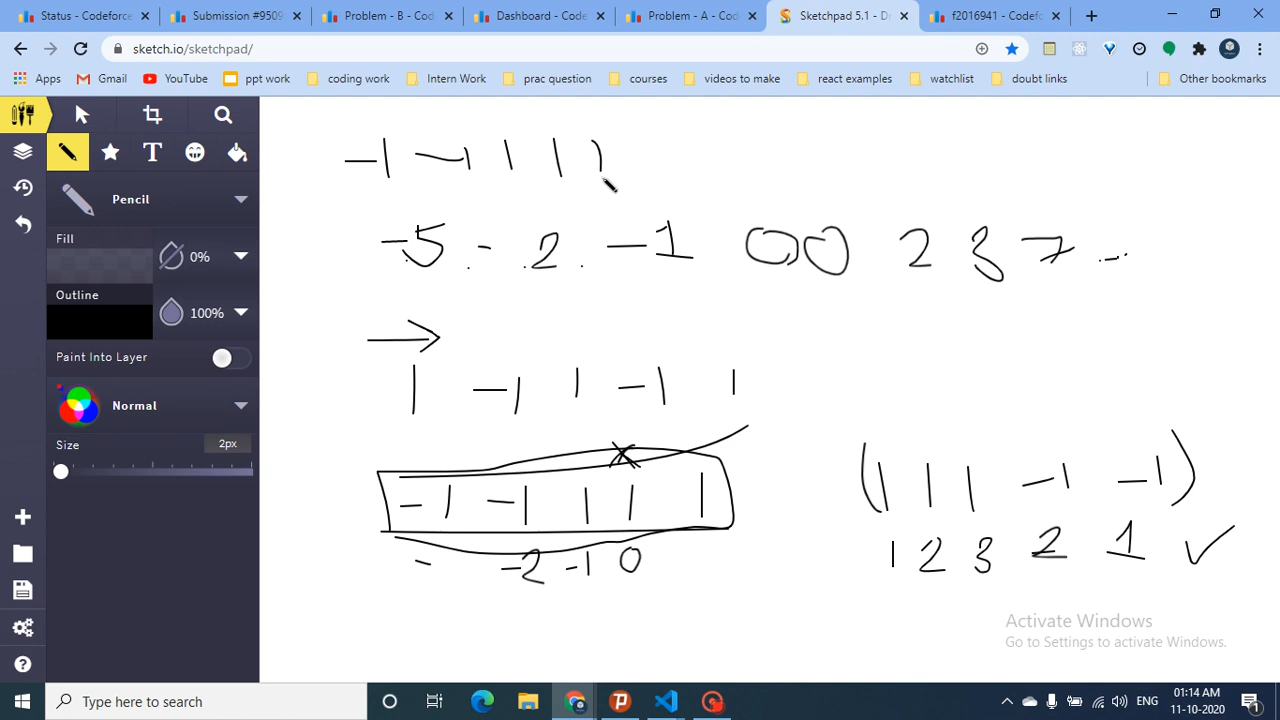 Status - Codeforce
Submission #9509
Problem - B - Cod
Dashboard - Code
Problem - A - Cod
Sketchpad 5.1 - Dr
f2016941 - Codefo
sketch.io/sketchpad/
Apps
Gmail
YouTube
ppt work
coding work
Intern Work
prac question
courses
videos to make
react examples
watchlist
doubt links
Other bookmarks
Pencil
Fill
0%
Outline
100%
Paint Into Layer
Normal
Size
2px
-1 -1 1 1 1
-5 - 2 -1 0 0 2 3 7 ...
→
1 -1 1 -1 1
-1 -1 1 1 1
- -2 -1 0
(1 1 1 -1 -1)
1 2 3 2 1 ✓
Activate Windows
Go to Settings to activate Windows.
Type here to search
ENG
01:14 AM
11-10-2020